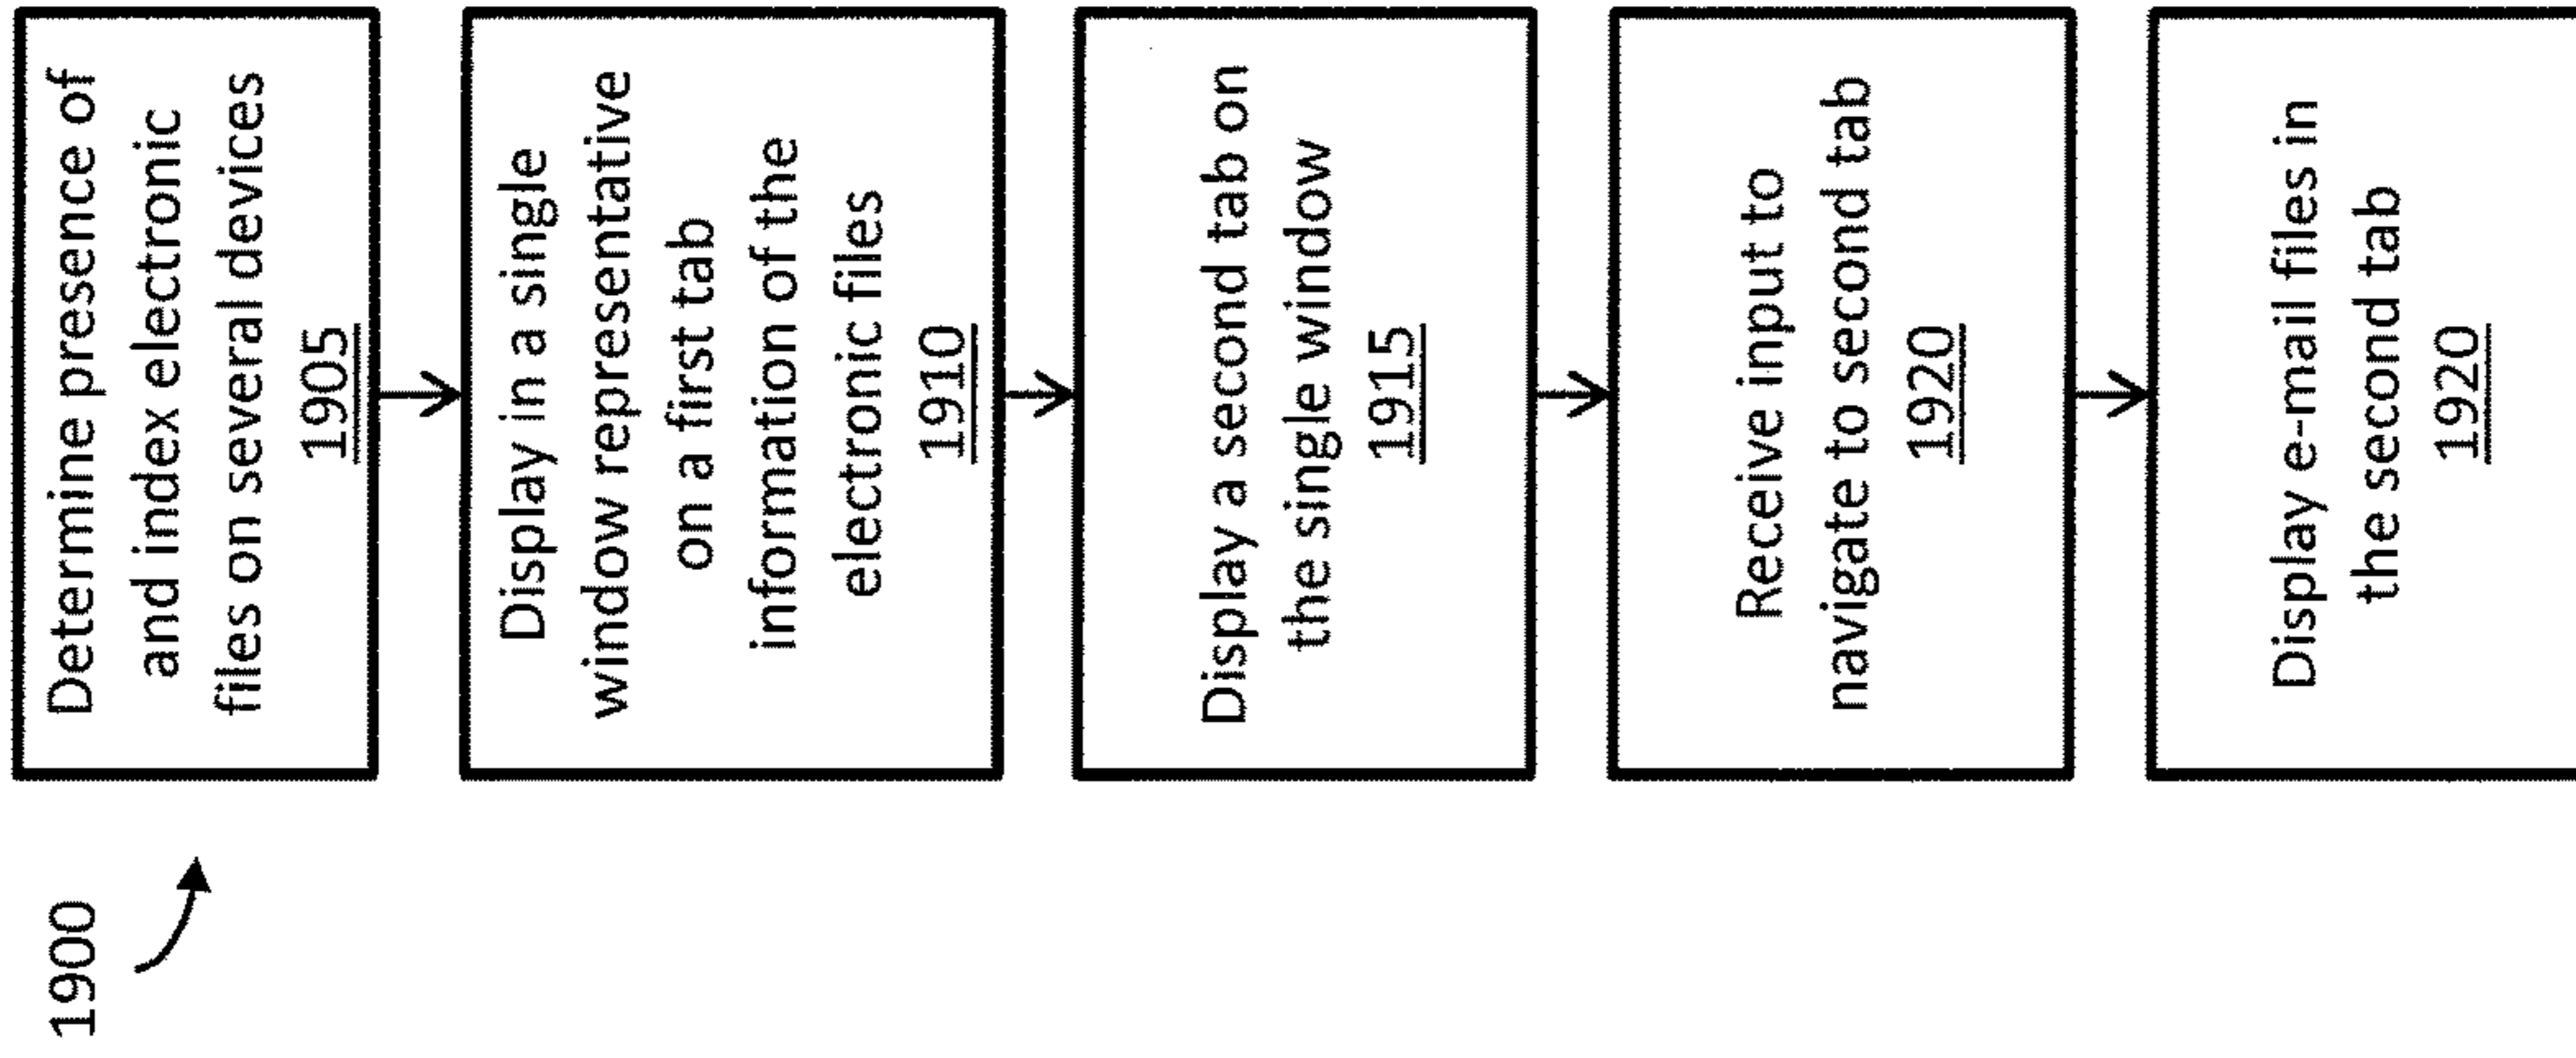 1900
Determine presence of
and index electronic
files on several devices
1905
Display in a single
window representative
on a first tab
information of the
electronic files
1910
Display a second tab on
the single window
1915
Receive input to
navigate to second tab
1920
Display e-mail files in
the second tab
1920